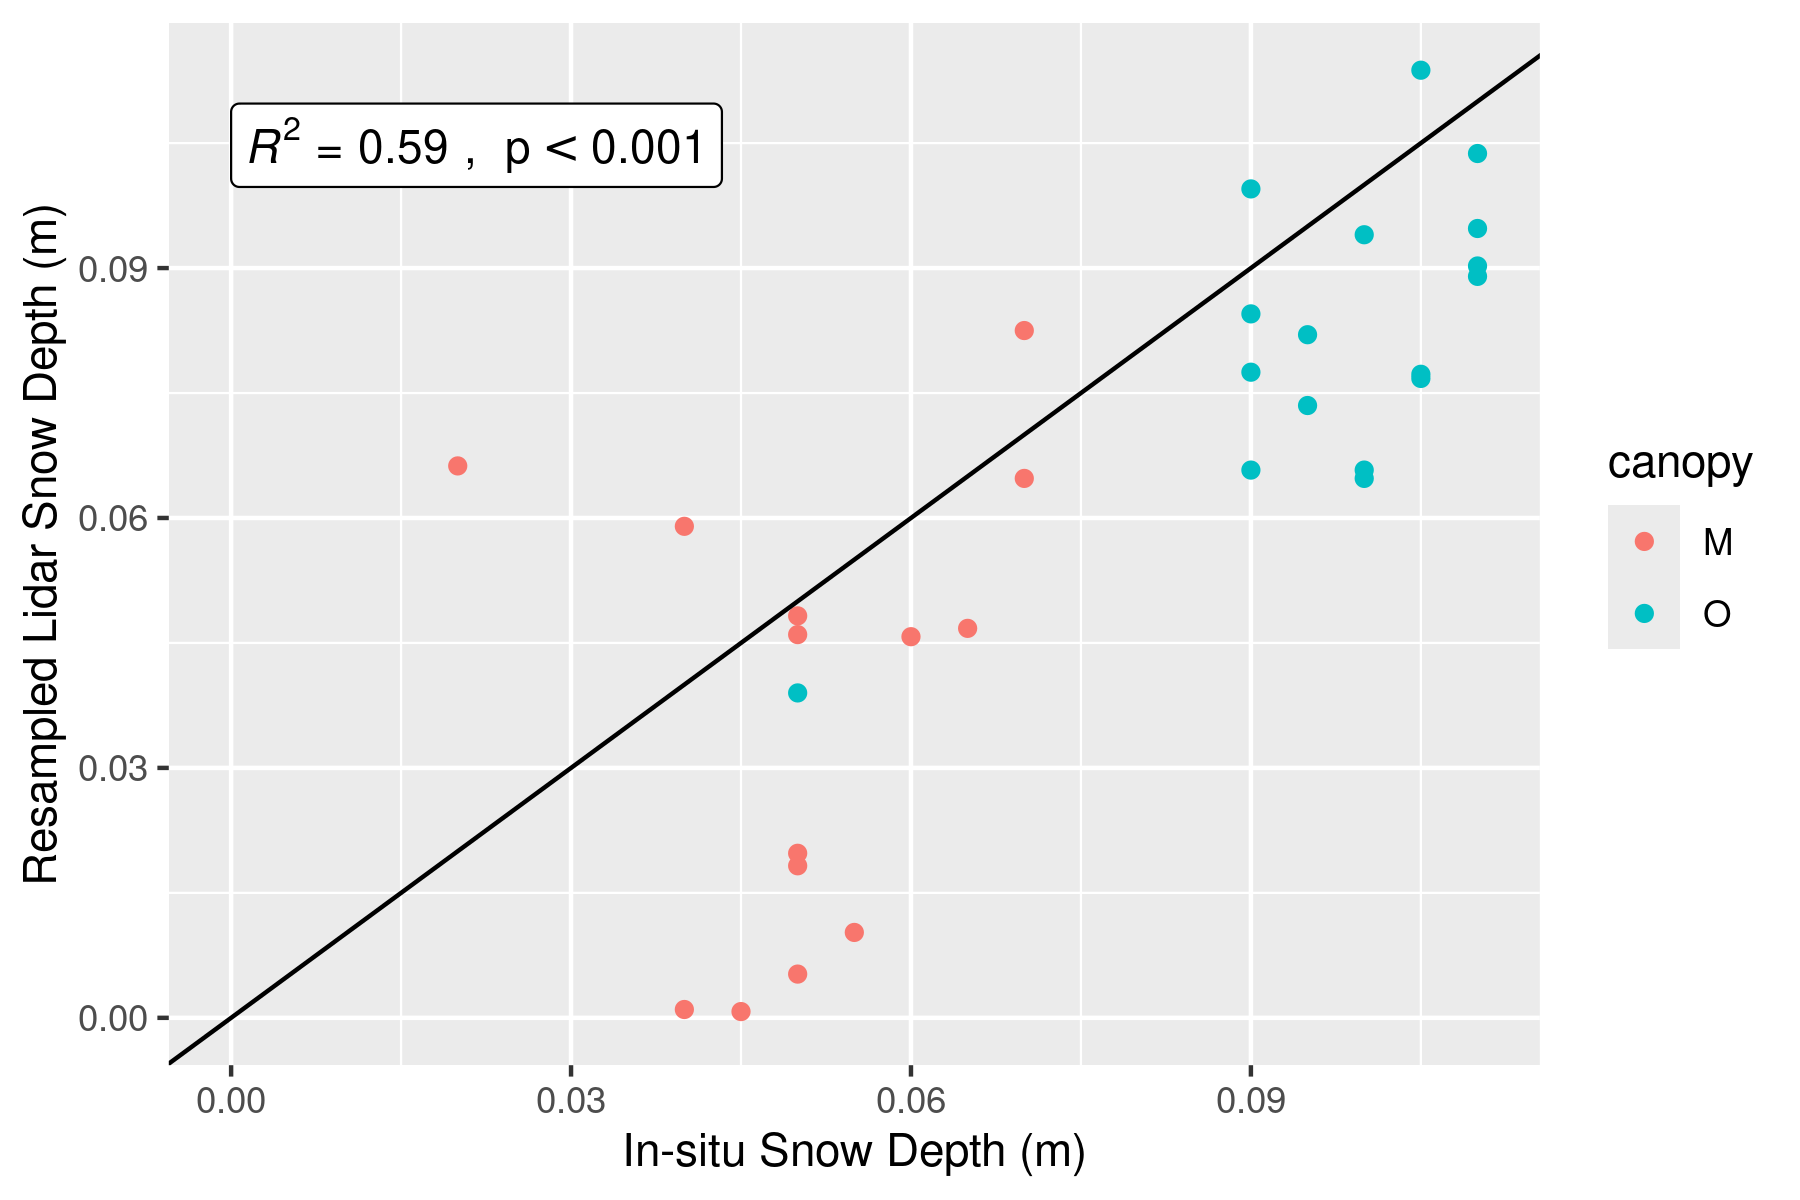 R² = 0.59 , p < 0.001
Resampled Lidar Snow Depth (m)
0.09
0.06
0.03
0.00
0.00 0.03 0.06 0.09
In-situ Snow Depth (m)
canopy
M
O